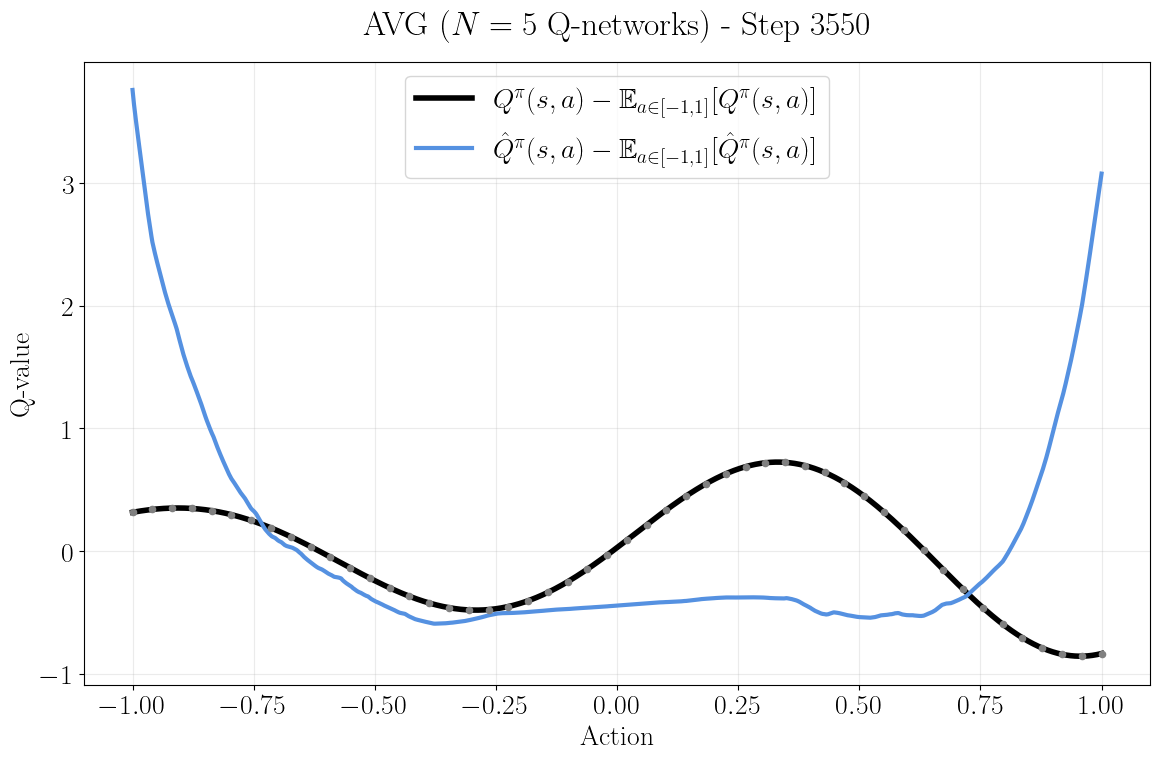 AVG (N = 5 Q-networks) - Step 3550
Q^π(s, a) − 𝔼_{a∈[−1,1]}[Q^π(s, a)]
Q̂^π(s, a) − 𝔼_{a∈[−1,1]}[Q̂^π(s, a)]
Q-value
3
2
1
0
−1
−1.00 −0.75 −0.50 −0.25 0.00 0.25 0.50 0.75 1.00
Action